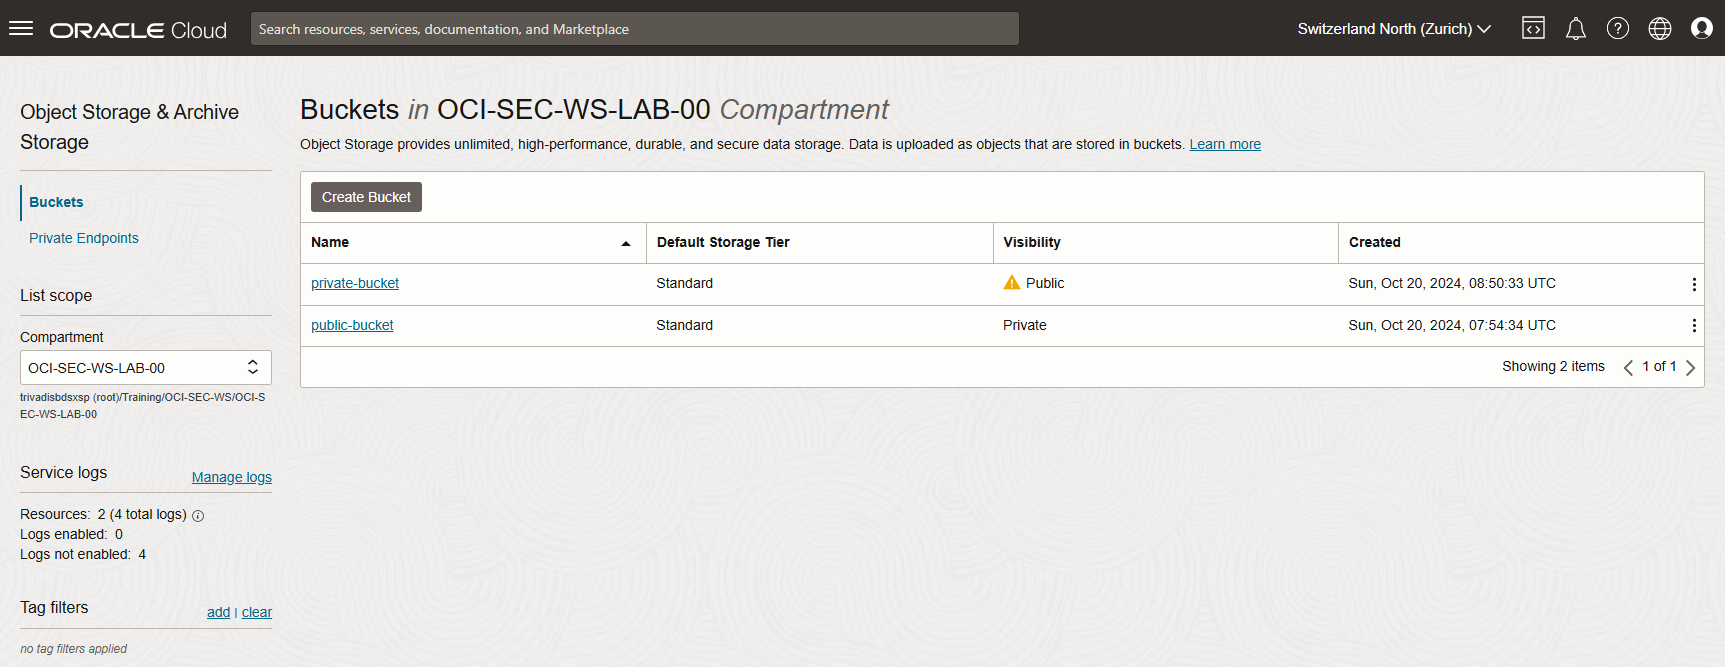 ORACLE Cloud
Search resources, services, documentation, and Marketplace
Switzerland North (Zurich)
Object Storage & Archive
Storage
Buckets
Private Endpoints
List scope
Compartment
OCI-SEC-WS-LAB-00
trivadisbdsxsp (root)/Training/OCI-SEC-WS/OCI-S
EC-WS-LAB-00
Service logs
Manage logs
Resources: 2 (4 total logs)
Logs enabled: 0
Logs not enabled: 4
Tag filters
add | clear
no tag filters applied
Buckets in OCI-SEC-WS-LAB-00 Compartment
Object Storage provides unlimited, high-performance, durable, and secure data storage. Data is uploaded as objects that are stored in buckets. Learn more
Create Bucket
Name Default Storage Tier Visibility Created
private-bucket Standard Public Sun, Oct 20, 2024, 08:50:33 UTC
public-bucket Standard Private Sun, Oct 20, 2024, 07:54:34 UTC
Showing 2 items 1 of 1